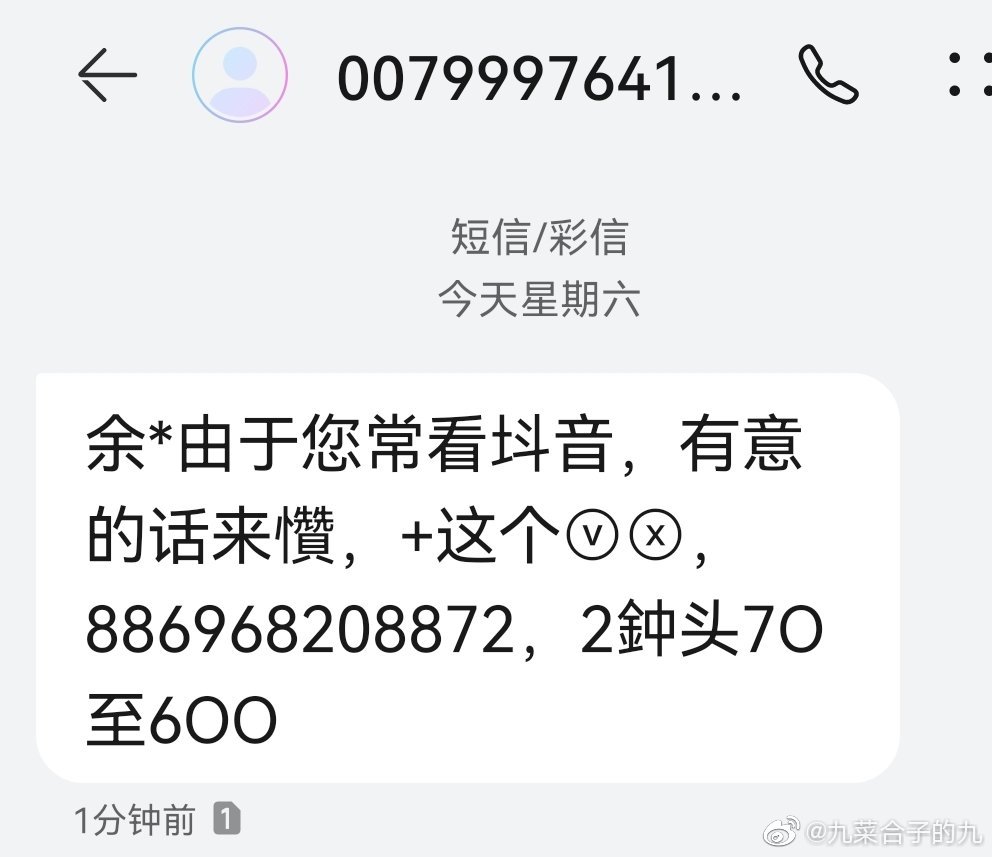 0079997641...
短信/彩信
今天星期六
余*由于您常看抖音，有意
的话来懺，+这个ⓥⓧ，
886968208872，2鈡头7O
至6OO
1分钟前 1
@九菜合子的九